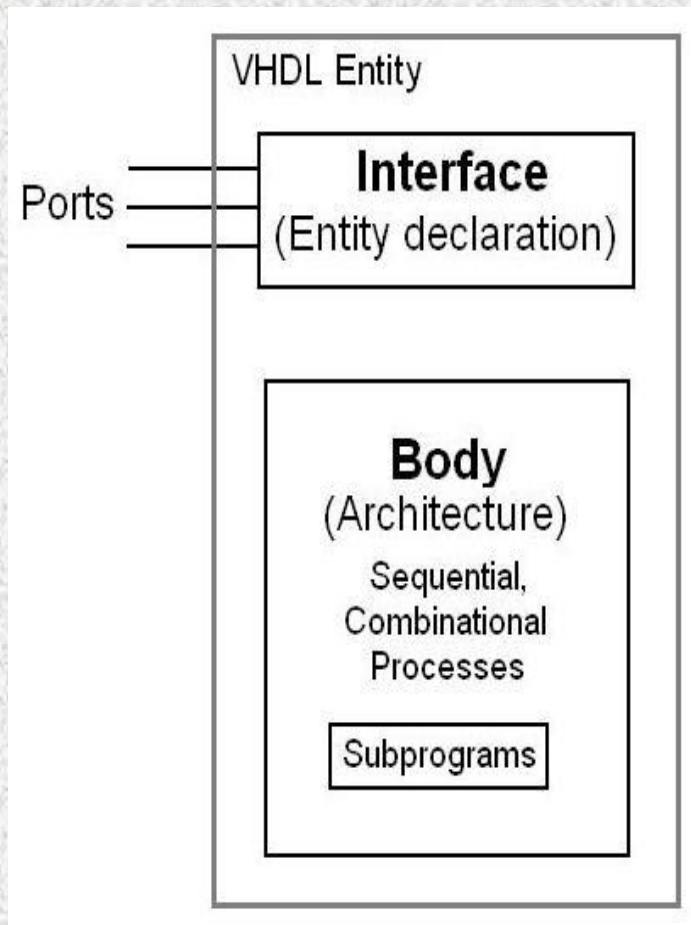 VHDL Entity
Ports
Interface
(Entity declaration)
Body
(Architecture)
Sequential,
Combinational
Processes
Subprograms